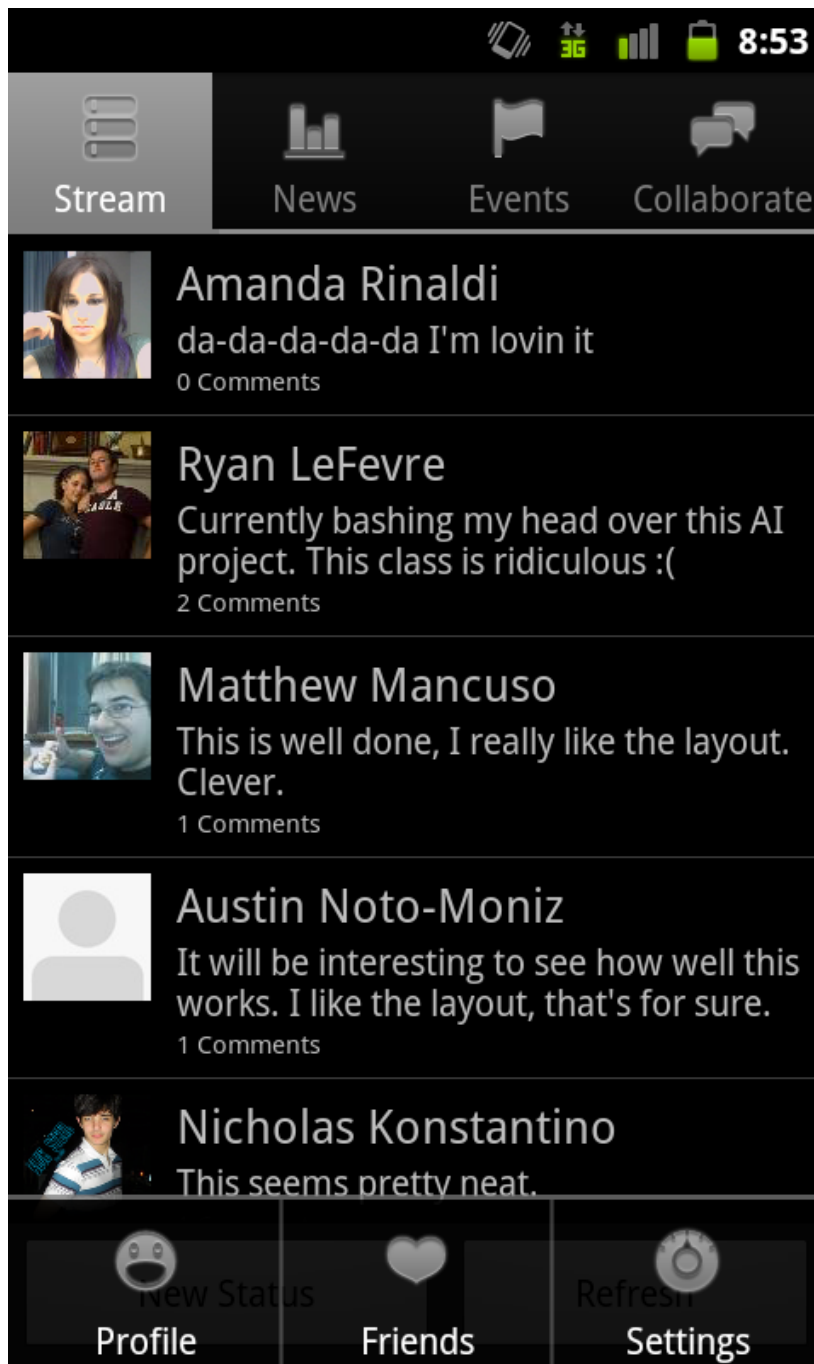 3G 8:53
Stream News Events Collaborate
Amanda Rinaldi
da-da-da-da-da I'm lovin it
0 Comments
Ryan LeFevre
Currently bashing my head over this AI
project. This class is ridiculous :(
2 Comments
Matthew Mancuso
This is well done, I really like the layout.
Clever.
1 Comments
Austin Noto-Moniz
It will be interesting to see how well this
works. I like the layout, that's for sure.
1 Comments
Nicholas Konstantino
This seems pretty neat.
New Status Refresh
Profile Friends Settings